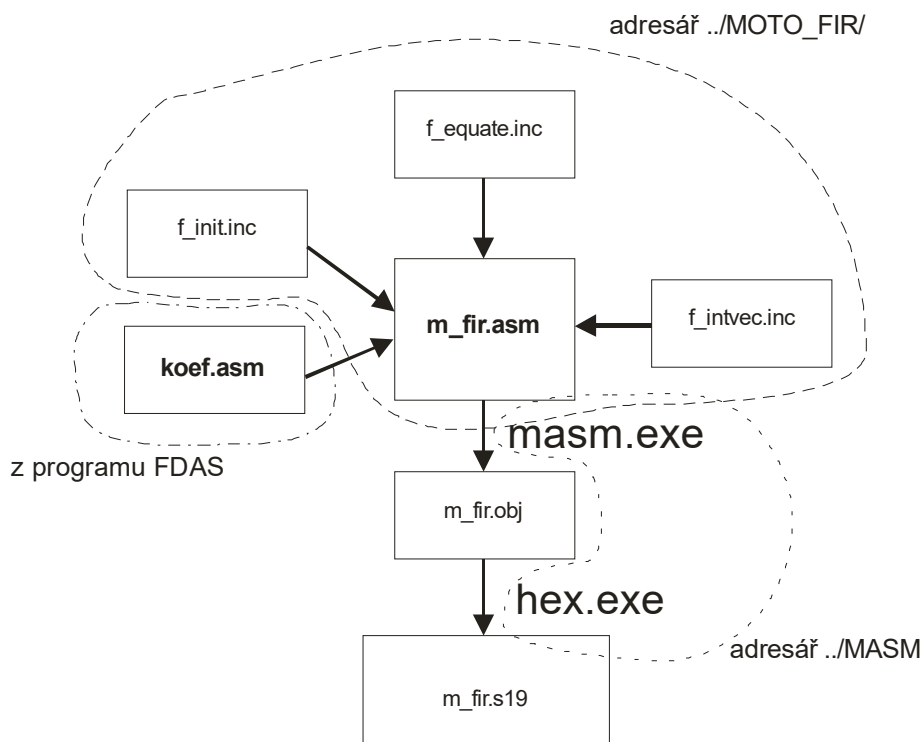 adresář ../MOTO_FIR/
f_equate.inc
f_init.inc
m_fir.asm
f_intvec.inc
koef.asm
masm.exe
z programu FDAS
m_fir.obj
hex.exe
adresář ../MASM
m_fir.s19